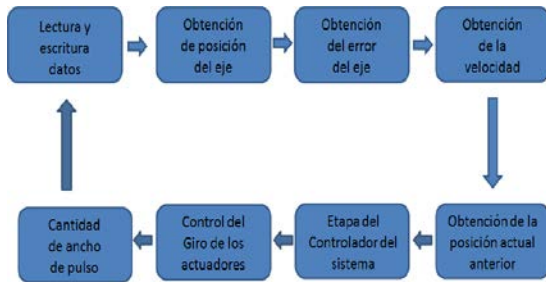 Lectura y
escritura
datos
Obtención
de posición
del eje
Obtención
del error
del eje
Obtención
de la
velocidad
Cantidad
de ancho
de pulso
Control del
Giro de los
actuadores
Etapa del
Controlador del
sistema
Obtención de la
posición actual
anterior